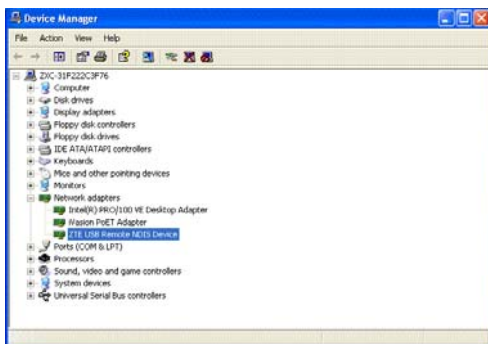 Device Manager
File Action View Help
ZXC-31F222C3F76
Computer
Disk drives
Display adapters
Floppy disk controllers
Floppy disk drives
IDE ATA/ATAPI controllers
Keyboards
Mice and other pointing devices
Monitors
Network adapters
Intel(R) PRO/100 VE Desktop Adapter
Wasion PoET Adapter
ZTE USB Remote NDIS Device
Ports (COM & LPT)
Processors
Sound, video and game controllers
System devices
Universal Serial Bus controllers